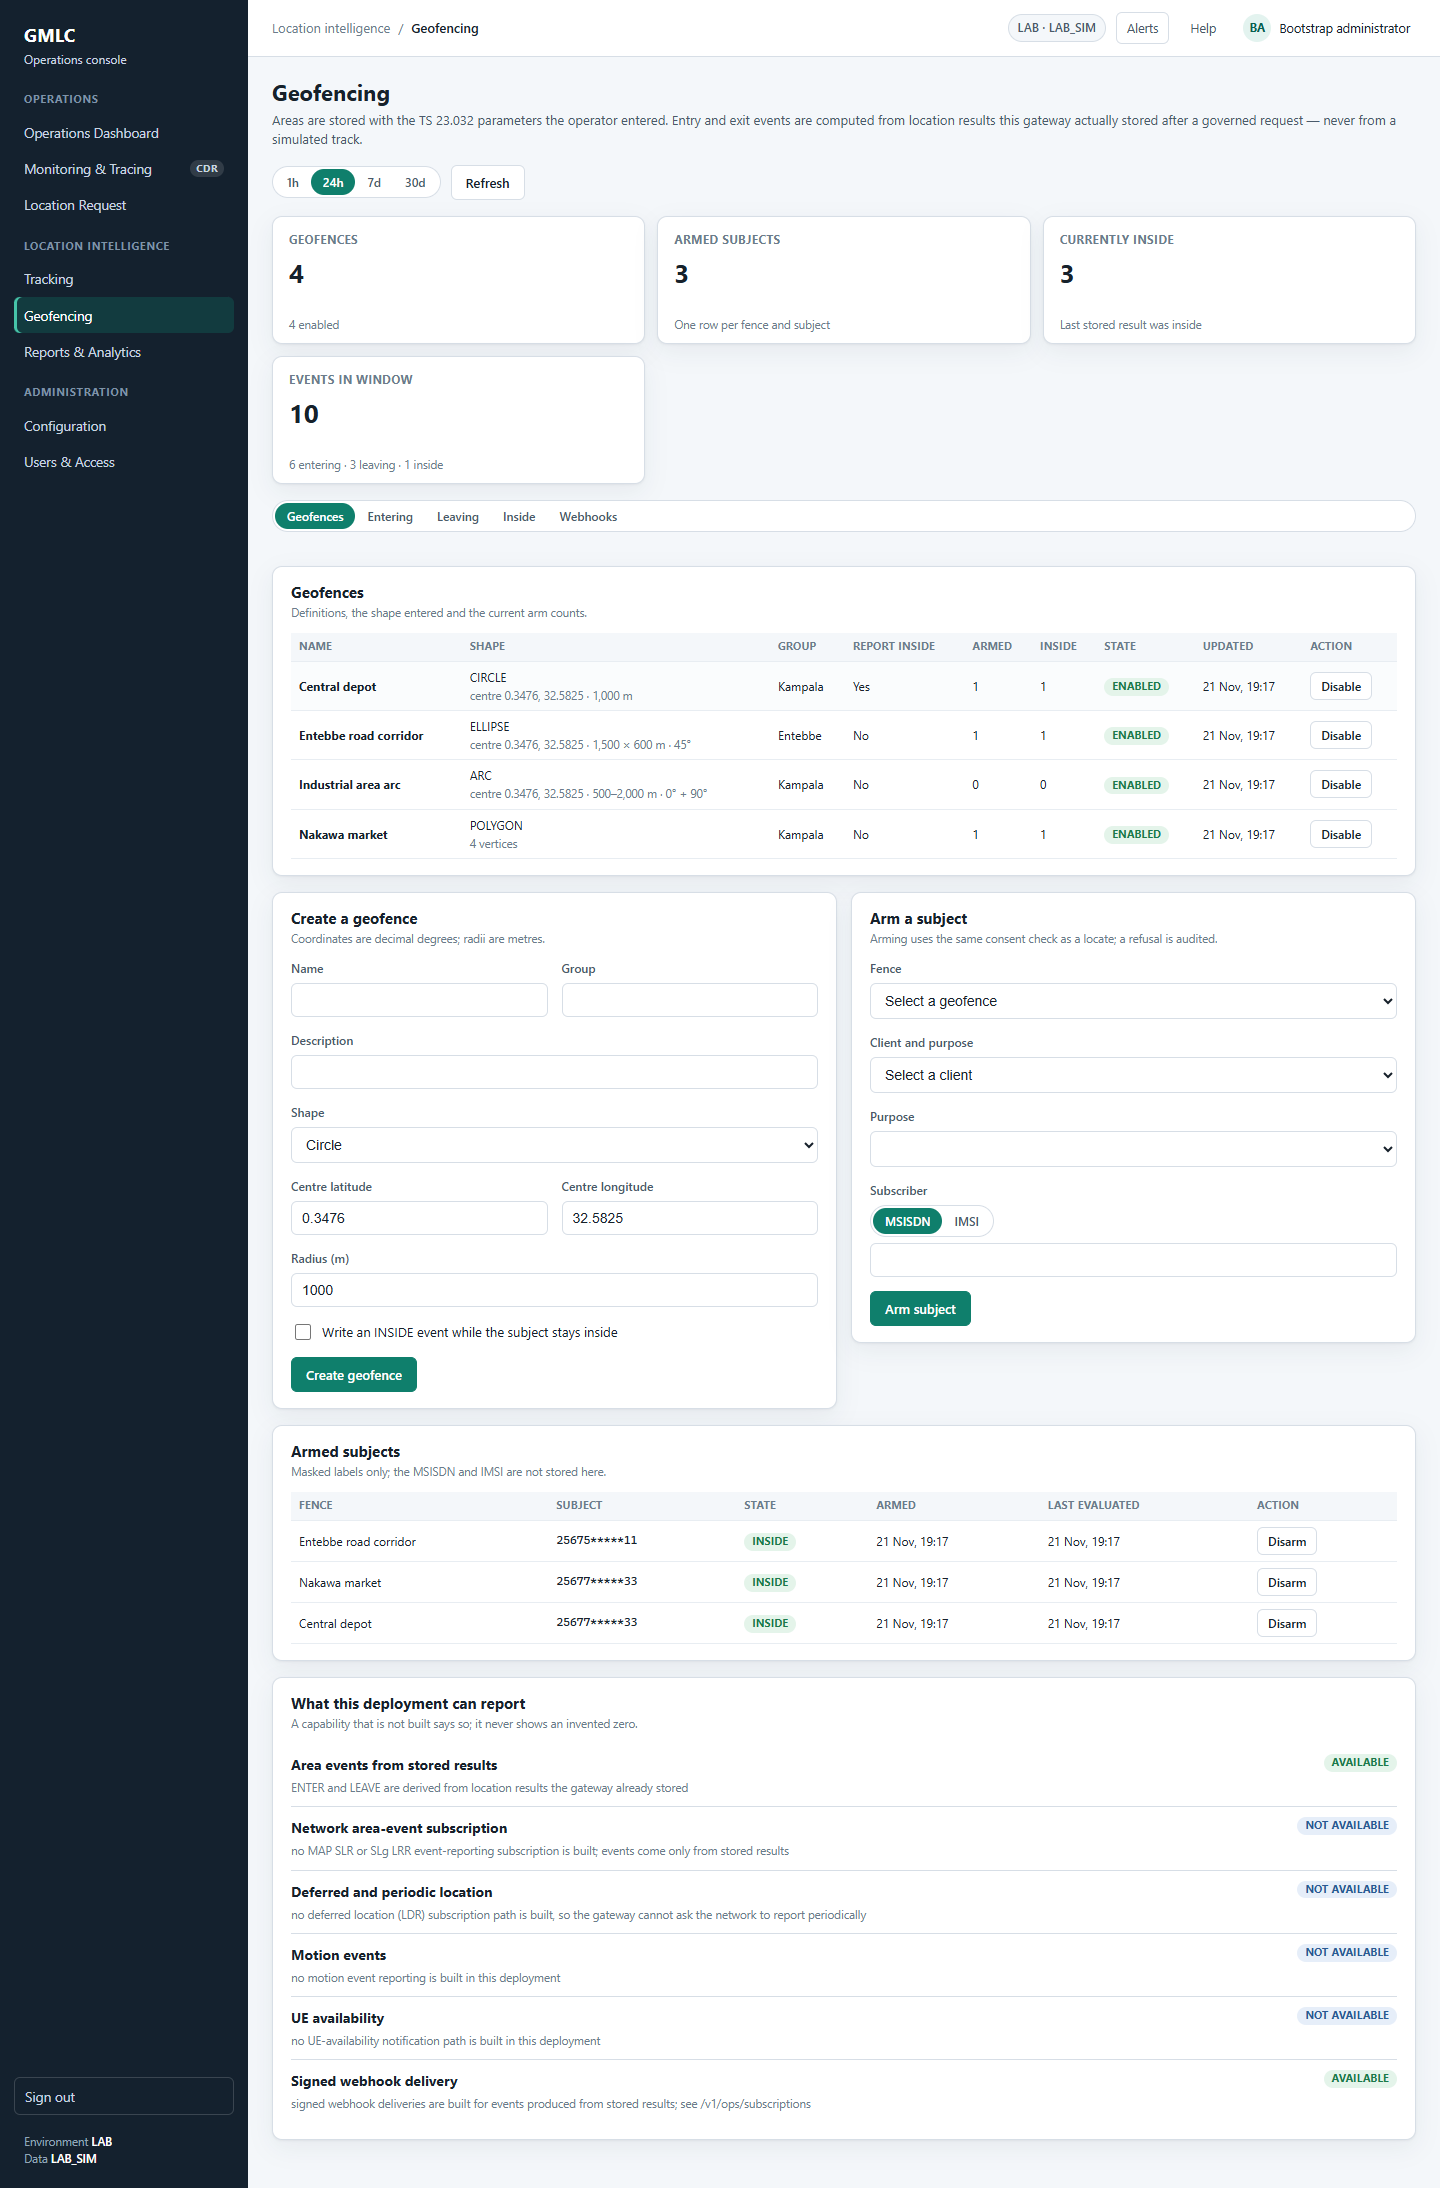 GMLC
Operations console
OPERATIONS
Operations Dashboard
Monitoring & Tracing CDR
Location Request
LOCATION INTELLIGENCE
Tracking
Geofencing
Reports & Analytics
ADMINISTRATION
Configuration
Users & Access
Sign out
Environment LAB
Data LAB_SIM
Location intelligence / Geofencing
LAB · LAB_SIM
Alerts
Help
BA Bootstrap administrator
Geofencing
Areas are stored with the TS 23.032 parameters the operator entered. Entry and exit events are computed from location results this gateway actually stored after a governed request — never from a
simulated track.
1h 24h 7d 30d Refresh
GEOFENCES
4
4 enabled
ARMED SUBJECTS
3
One row per fence and subject
CURRENTLY INSIDE
3
Last stored result was inside
EVENTS IN WINDOW
10
6 entering · 3 leaving · 1 inside
Geofences Entering Leaving Inside Webhooks
Geofences
Definitions, the shape entered and the current arm counts.
NAME SHAPE GROUP REPORT INSIDE ARMED INSIDE STATE UPDATED ACTION
Central depot CIRCLE centre 0.3476, 32.5825 · 1,000 m Kampala Yes 1 1 ENABLED 21 Nov, 19:17 Disable
Entebbe road corridor ELLIPSE centre 0.3476, 32.5825 · 1,500 × 600 m · 45° Entebbe No 1 1 ENABLED 21 Nov, 19:17 Disable
Industrial area arc ARC centre 0.3476, 32.5825 · 500–2,000 m · 0° + 90° Kampala No 0 0 ENABLED 21 Nov, 19:17 Disable
Nakawa market POLYGON 4 vertices Kampala No 1 1 ENABLED 21 Nov, 19:17 Disable
Create a geofence
Coordinates are decimal degrees; radii are metres.
Name Group
Description
Shape
Circle
Centre latitude Centre longitude
0.3476 32.5825
Radius (m)
1000
Write an INSIDE event while the subject stays inside
Create geofence
Arm a subject
Arming uses the same consent check as a locate; a refusal is audited.
Fence
Select a geofence
Client and purpose
Select a client
Purpose
Subscriber
MSISDN IMSI
Arm subject
Armed subjects
Masked labels only; the MSISDN and IMSI are not stored here.
FENCE SUBJECT STATE ARMED LAST EVALUATED ACTION
Entebbe road corridor 25675*****11 INSIDE 21 Nov, 19:17 21 Nov, 19:17 Disarm
Nakawa market 25677*****33 INSIDE 21 Nov, 19:17 21 Nov, 19:17 Disarm
Central depot 25677*****33 INSIDE 21 Nov, 19:17 21 Nov, 19:17 Disarm
What this deployment can report
A capability that is not built says so; it never shows an invented zero.
Area events from stored results AVAILABLE
ENTER and LEAVE are derived from location results the gateway already stored
Network area-event subscription NOT AVAILABLE
no MAP SLR or SLg LRR event-reporting subscription is built; events come only from stored results
Deferred and periodic location NOT AVAILABLE
no deferred location (LDR) subscription path is built, so the gateway cannot ask the network to report periodically
Motion events NOT AVAILABLE
no motion event reporting is built in this deployment
UE availability NOT AVAILABLE
no UE-availability notification path is built in this deployment
Signed webhook delivery AVAILABLE
signed webhook deliveries are built for events produced from stored results; see /v1/ops/subscriptions